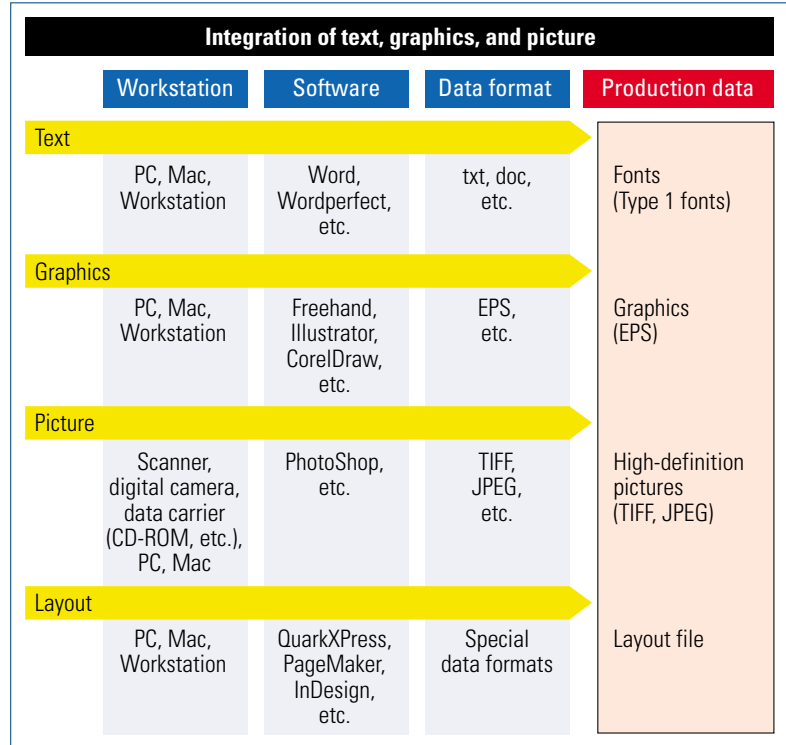 Integration of text, graphics, and picture
Workstation
Software
Data format
Production data
Text
PC, Mac,
Workstation
Word,
Wordperfect,
etc.
txt, doc,
etc.
Fonts
(Type 1 fonts)
Graphics
PC, Mac,
Workstation
Freehand,
Illustrator,
CorelDraw,
etc.
EPS,
etc.
Graphics
(EPS)
Picture
Scanner,
digital camera,
data carrier
(CD-ROM, etc.),
PC, Mac
PhotoShop,
etc.
TIFF,
JPEG,
etc.
High-definition
pictures
(TIFF, JPEG)
Layout
PC, Mac,
Workstation
QuarkXPress,
PageMaker,
InDesign,
etc.
Special
data formats
Layout file